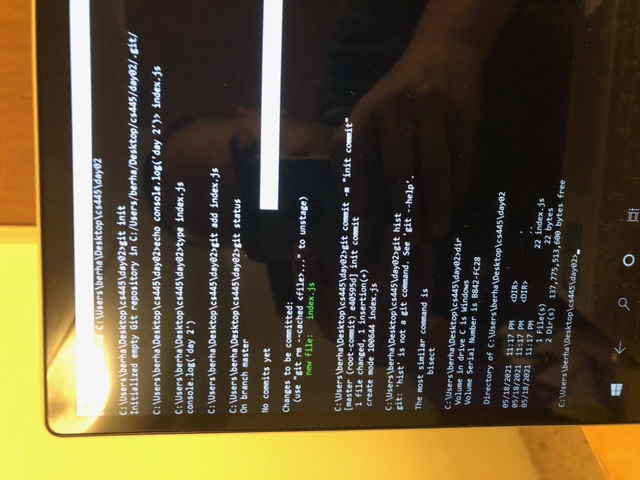 C:\Users\berha\Desktop\cs445\day02
C:\Users\berha\Desktop\cs445\day02>git init
Initialized empty Git repository in C:/Users/berha/Desktop/cs445/day02/.git/
C:\Users\berha\Desktop\cs445\day02>echo console.log('day 2')> index.js
C:\Users\berha\Desktop\cs445\day02>type index.js
console.log('day 2')
C:\Users\berha\Desktop\cs445\day02>git add index.js
C:\Users\berha\Desktop\cs445\day02>git status
On branch master
No commits yet
Changes to be committed:
  (use "git rm --cached <file>..." to unstage)
        new file:   index.js
C:\Users\berha\Desktop\cs445\day02>git commit -m "init commit"
[master (root-commit) e40595d] init commit
 1 file changed, 1 insertion(+)
 create mode 100644 index.js
C:\Users\berha\Desktop\cs445\day02>git hist
git: 'hist' is not a git command. See 'git --help'.
The most similar command is
        bisect
C:\Users\berha\Desktop\cs445\day02>dir
 Volume in drive C is Windows
 Volume Serial Number is B842-FC28
 Directory of C:\Users\berha\Desktop\cs445\day02
05/18/2021  11:17 PM    <DIR>          .
05/18/2021  11:17 PM    <DIR>          ..
05/18/2021  11:17 PM                22 index.js
               1 File(s)             22 bytes
               2 Dir(s)  137,775,513,600 bytes free
C:\Users\berha\Desktop\cs445\day02>